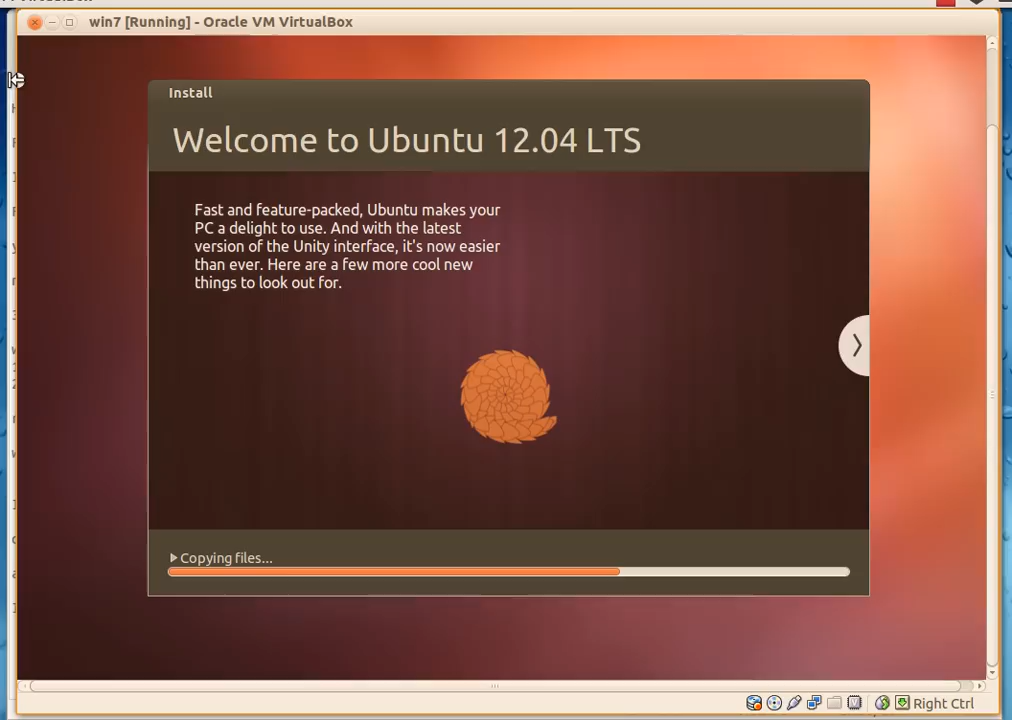 win7 [Running] - Oracle VM VirtualBox
Install
Welcome to Ubuntu 12.04 LTS
Fast and feature-packed, Ubuntu makes your
PC a delight to use. And with the latest
version of the Unity interface, it's now easier
than ever. Here are a few more cool new
things to look out for.
Copying files...
Right Ctrl